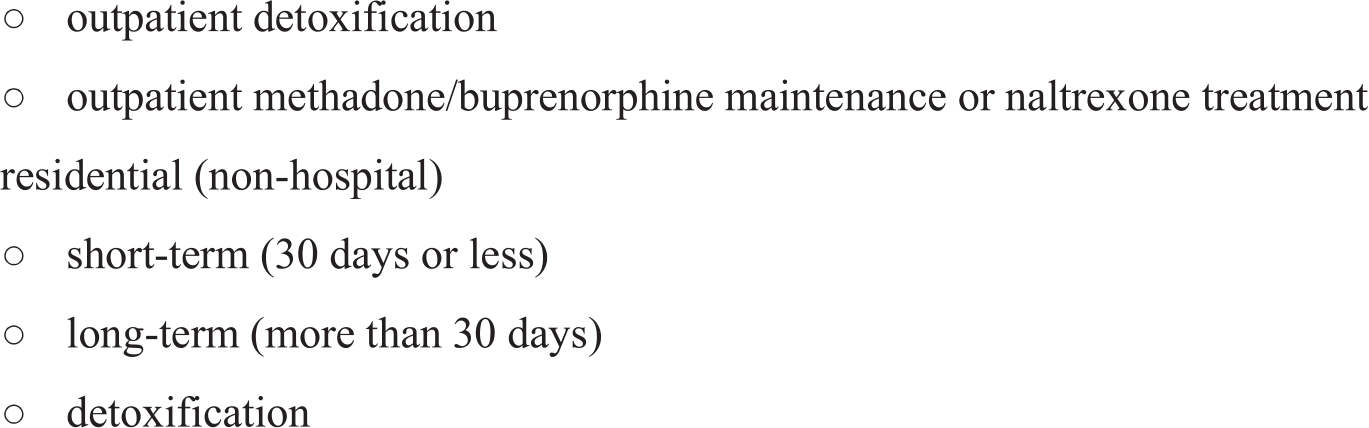 ○ outpatient detoxification
○ outpatient methadone/buprenorphine maintenance or naltrexone treatment
residential (non-hospital)
○ short-term (30 days or less)
○ long-term (more than 30 days)
○ detoxification